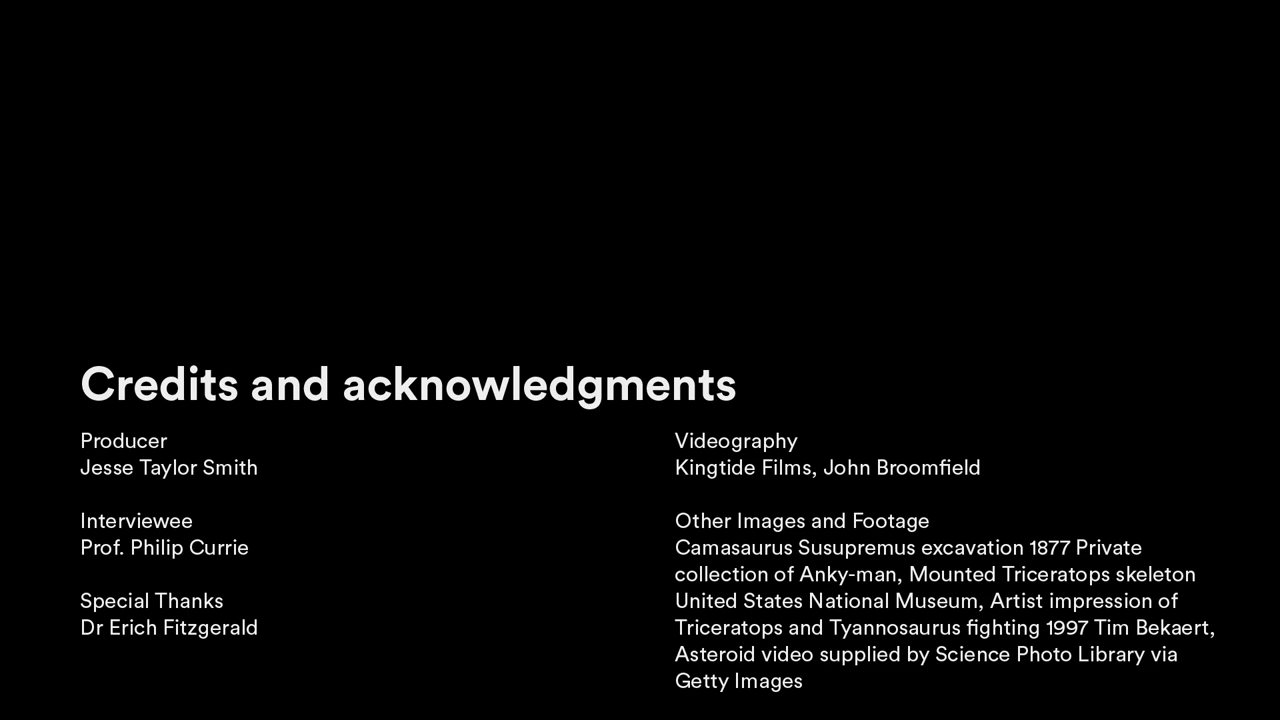 Credits and acknowledgments
Producer
Jesse Taylor Smith
Interviewee
Prof. Philip Currie
Special Thanks
Dr Erich Fitzgerald
Videography
Kingtide Films, John Broomfield
Other Images and Footage
Camasaurus Susupremus excavation 1877 Private
collection of Anky-man, Mounted Triceratops skeleton
United States National Museum, Artist impression of
Triceratops and Tyannosaurus fighting 1997 Tim Bekaert,
Asteroid video supplied by Science Photo Library via
Getty Images